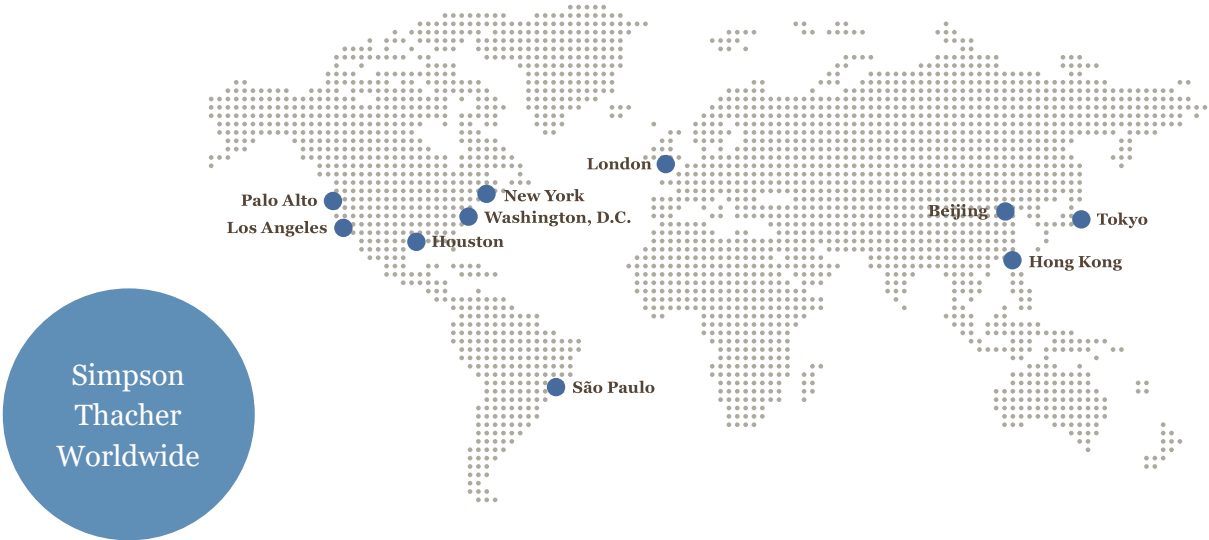 London
Palo Alto
New York
Beijing
Washington, D.C.
Tokyo
Los Angeles
Houston
Hong Kong
Simpson
Thacher
Worldwide
São Paulo